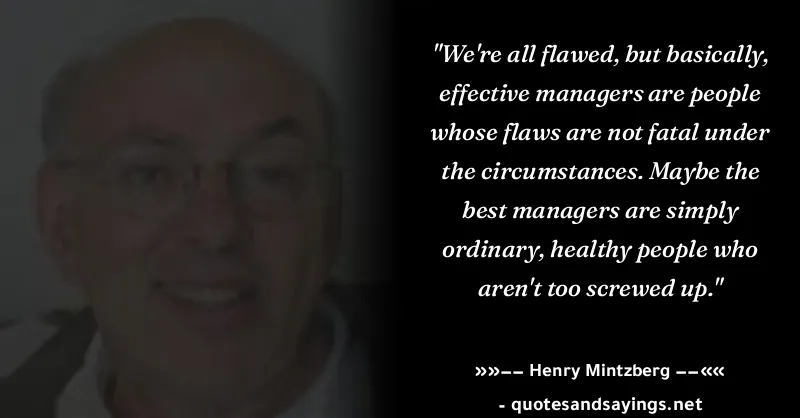 "We're all flawed, but basically,
effective managers are people
whose flaws are not fatal under
the circumstances. Maybe the
best managers are simply
ordinary, healthy people who
aren't too screwed up."
»»−− Henry Mintzberg −−««
- quotesandsayings.net